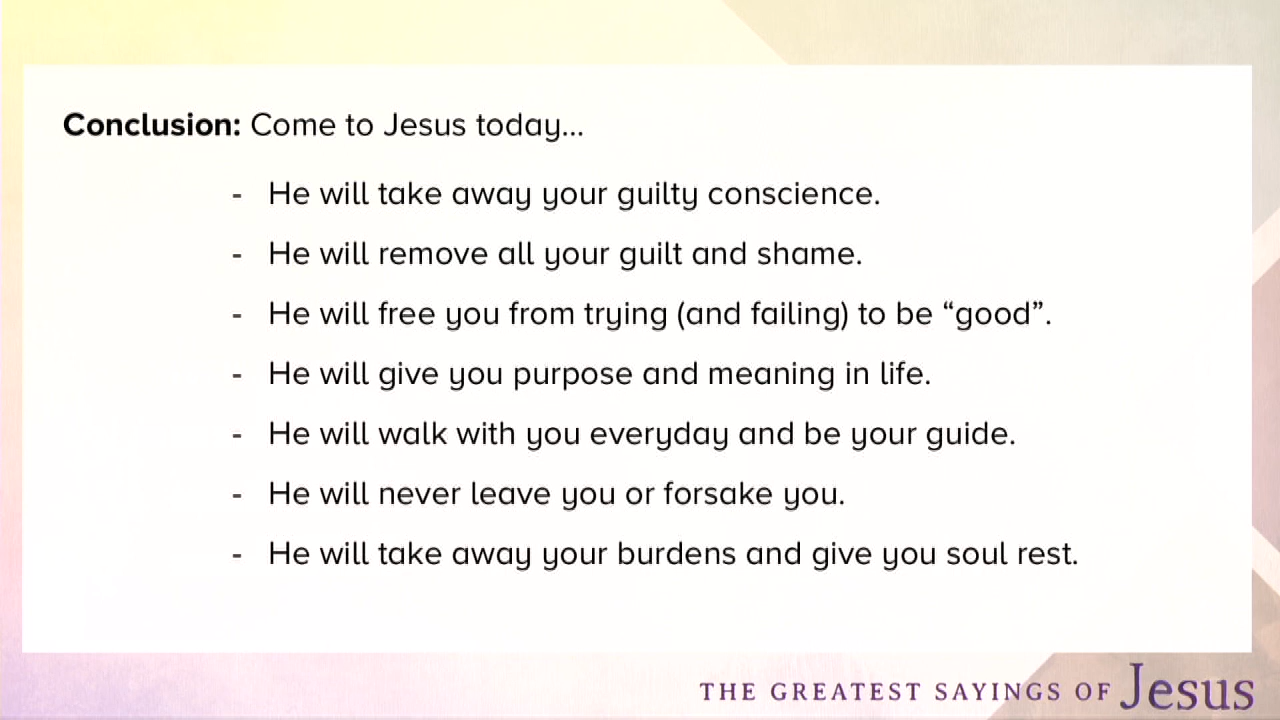 Conclusion: Come to Jesus today...
- He will take away your guilty conscience.
- He will remove all your guilt and shame.
- He will free you from trying (and failing) to be “good”.
- He will give you purpose and meaning in life.
- He will walk with you everyday and be your guide.
- He will never leave you or forsake you.
- He will take away your burdens and give you soul rest.
THE GREATEST SAYINGS OF Jesus